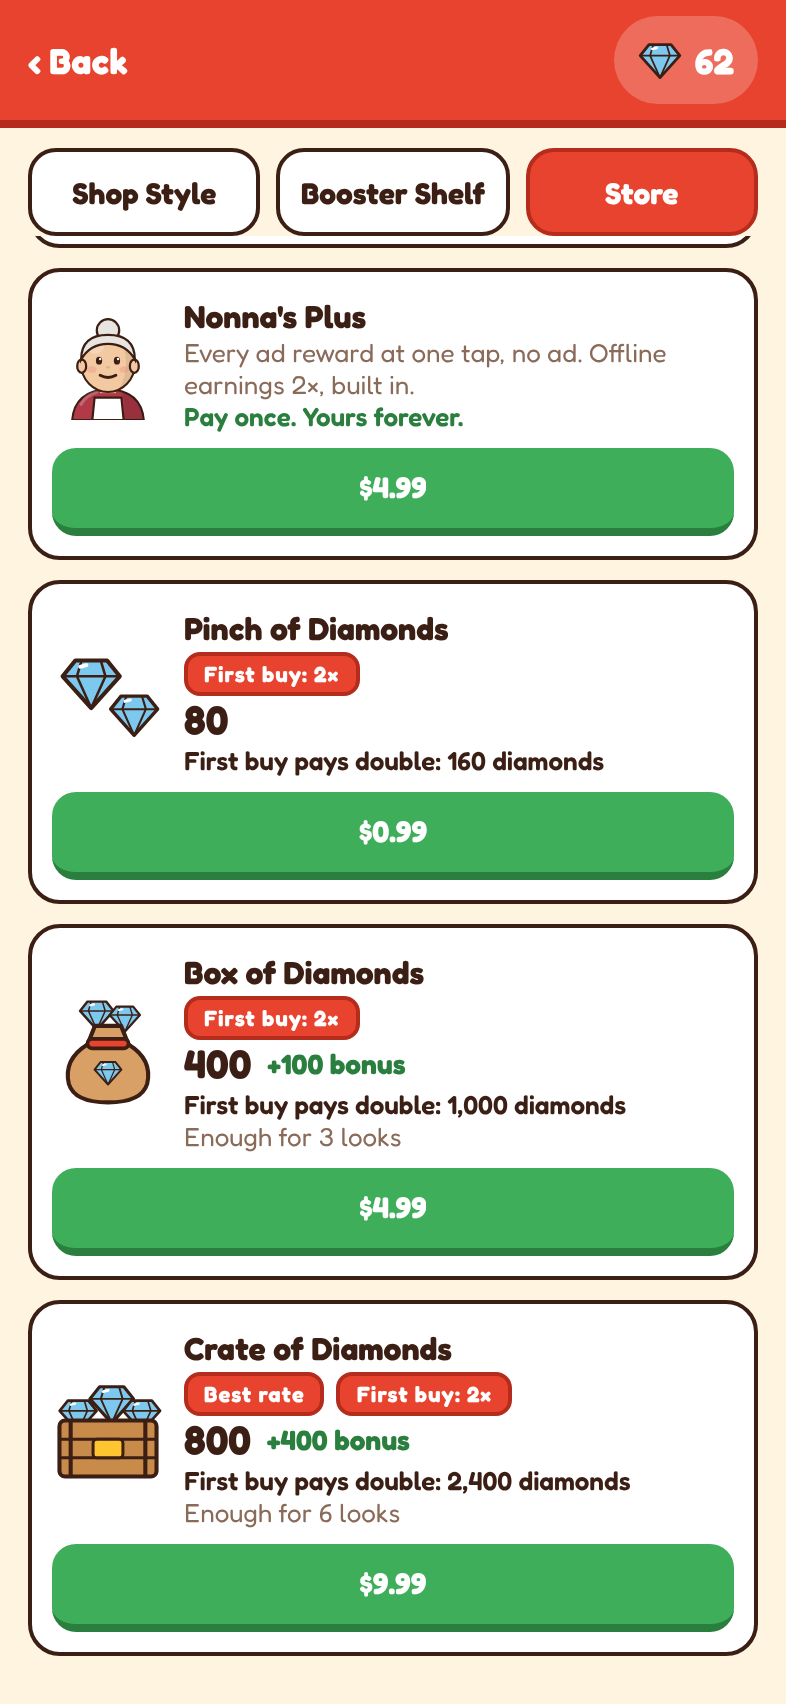 ‹ Back
62
Shop Style
Booster Shelf
Store
Nonna's Plus
Every ad reward at one tap, no ad. Offline
earnings 2×, built in.
Pay once. Yours forever.
$4.99
Pinch of Diamonds
First buy: 2×
80
First buy pays double: 160 diamonds
$0.99
Box of Diamonds
First buy: 2×
400 +100 bonus
First buy pays double: 1,000 diamonds
Enough for 3 looks
$4.99
Crate of Diamonds
Best rate First buy: 2×
800 +400 bonus
First buy pays double: 2,400 diamonds
Enough for 6 looks
$9.99